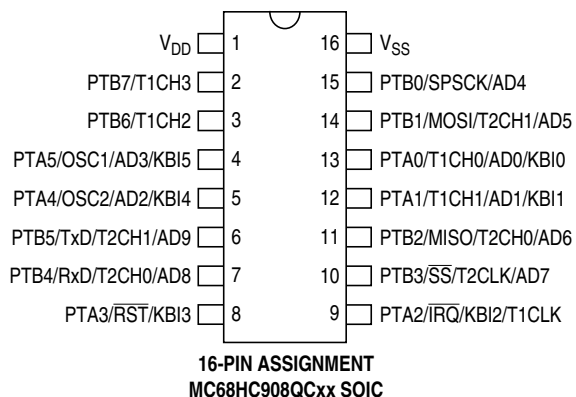 V_DD 1 16 V_SS
PTB7/T1CH3 2 15 PTB0/SPSCK/AD4
PTB6/T1CH2 3 14 PTB1/MOSI/T2CH1/AD5
PTA5/OSC1/AD3/KBI5 4 13 PTA0/T1CH0/AD0/KBI0
PTA4/OSC2/AD2/KBI4 5 12 PTA1/T1CH1/AD1/KBI1
PTB5/TxD/T2CH1/AD9 6 11 PTB2/MISO/T2CH0/AD6
PTB4/RxD/T2CH0/AD8 7 10 PTB3/S̅S̅/T2CLK/AD7
PTA3/R̅S̅T̅/KBI3 8 9 PTA2/I̅R̅Q̅/KBI2/T1CLK
16-PIN ASSIGNMENT
MC68HC908QCxx SOIC